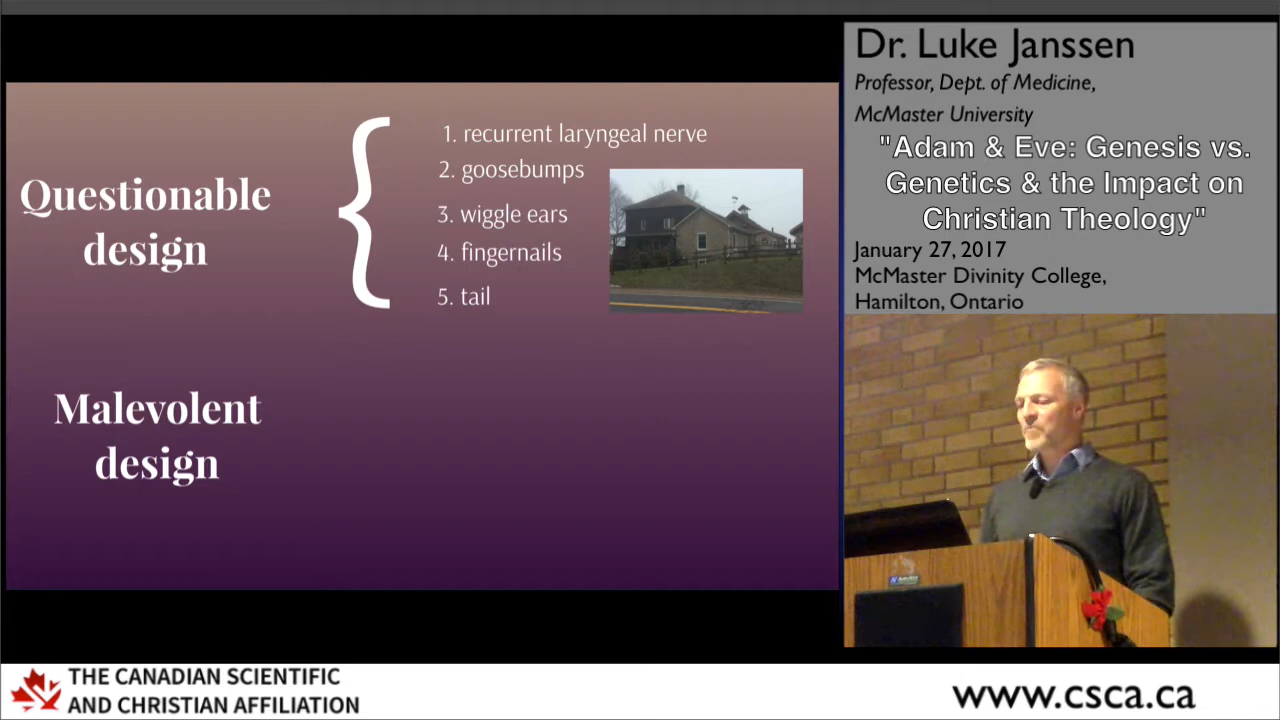 Questionable
design
1. recurrent laryngeal nerve
2. goosebumps
3. wiggle ears
4. fingernails
5. tail
Malevolent
design
Dr. Luke Janssen
Professor, Dept. of Medicine,
McMaster University
"Adam & Eve: Genesis vs.
Genetics & the Impact on
Christian Theology"
January 27, 2017
McMaster Divinity College,
Hamilton, Ontario
THE CANADIAN SCIENTIFIC
AND CHRISTIAN AFFILIATION
www.csca.ca